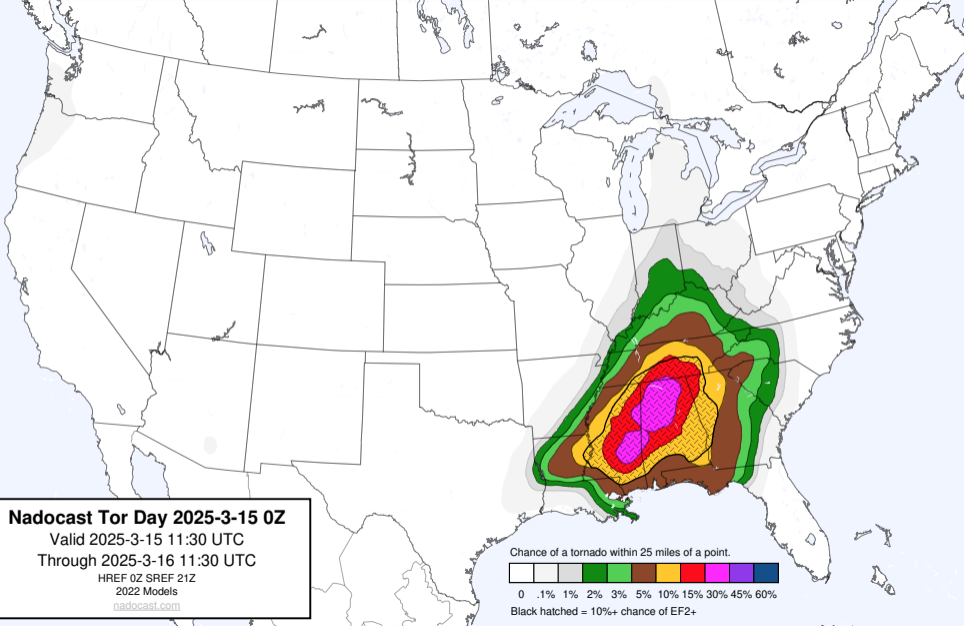 Nadocast Tor Day 2025-3-15 0Z
Valid 2025-3-15 11:30 UTC
Through 2025-3-16 11:30 UTC
HREF 0Z SREF 21Z
2022 Models
nadocast.com
Chance of a tornado within 25 miles of a point.
0 .1% 1% 2% 3% 5% 10% 15% 30% 45% 60%
Black hatched = 10%+ chance of EF2+